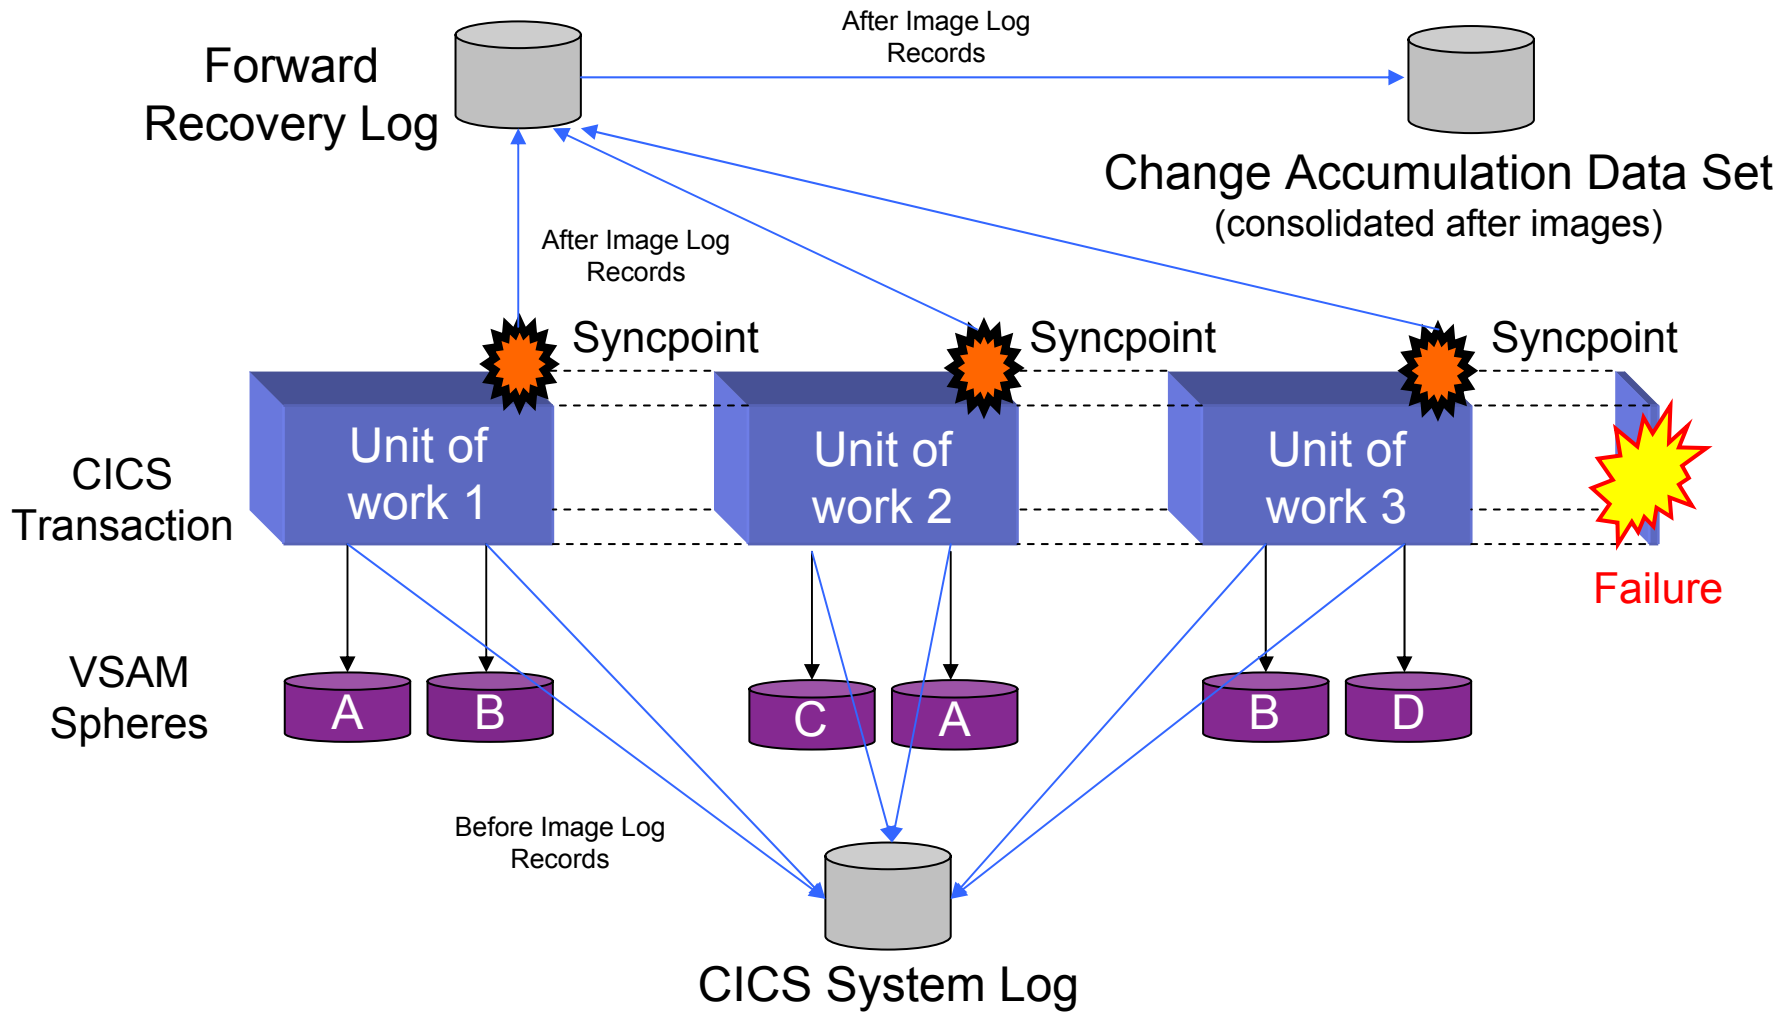 After Image Log
Records
Forward
Recovery Log
Change Accumulation Data Set
(consolidated after images)
After Image Log
Records
Syncpoint
Syncpoint
Syncpoint
CICS
Transaction
Unit of
work 1
Unit of
work 2
Unit of
work 3
Failure
VSAM
Spheres
A
B
C
A
B
D
Before Image Log
Records
CICS System Log